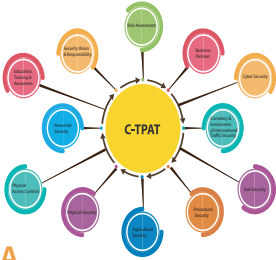 Risk Assessment
Security Vision
& Responsibility
Business
Partners
Education,
Training &
Awareness
Cyber Security
Personnel
Security
C-TPAT
Conveyance &
Instruments
of International
Traffic Security
Physical
Access Controls
Seal Security
Physical Security
Procedural
Security
Agricultural
Security
A